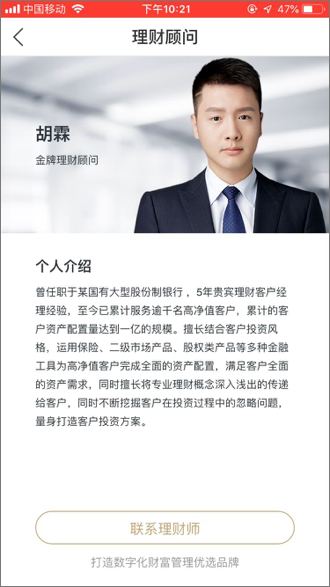 中国移动 下午10:21 47%
理财顾问
胡霖
金牌理财顾问
个人介绍
曾任职于某国有大型股份制银行，5年贵宾理财客户经
理经验，至今已累计服务逾千名高净值客户，累计的客
户资产配置量达到一亿的规模。擅长结合客户投资风
格，运用保险、二级市场产品、股权类产品等多种金融
工具为高净值客户完成全面的资产配置，满足客户全面
的资产需求，同时擅长将专业理财概念深入浅出的传递
给客户，同时不断挖掘客户在投资过程中的忽略问题，
量身打造客户投资方案。
联系理财师
打造数字化财富管理优选品牌